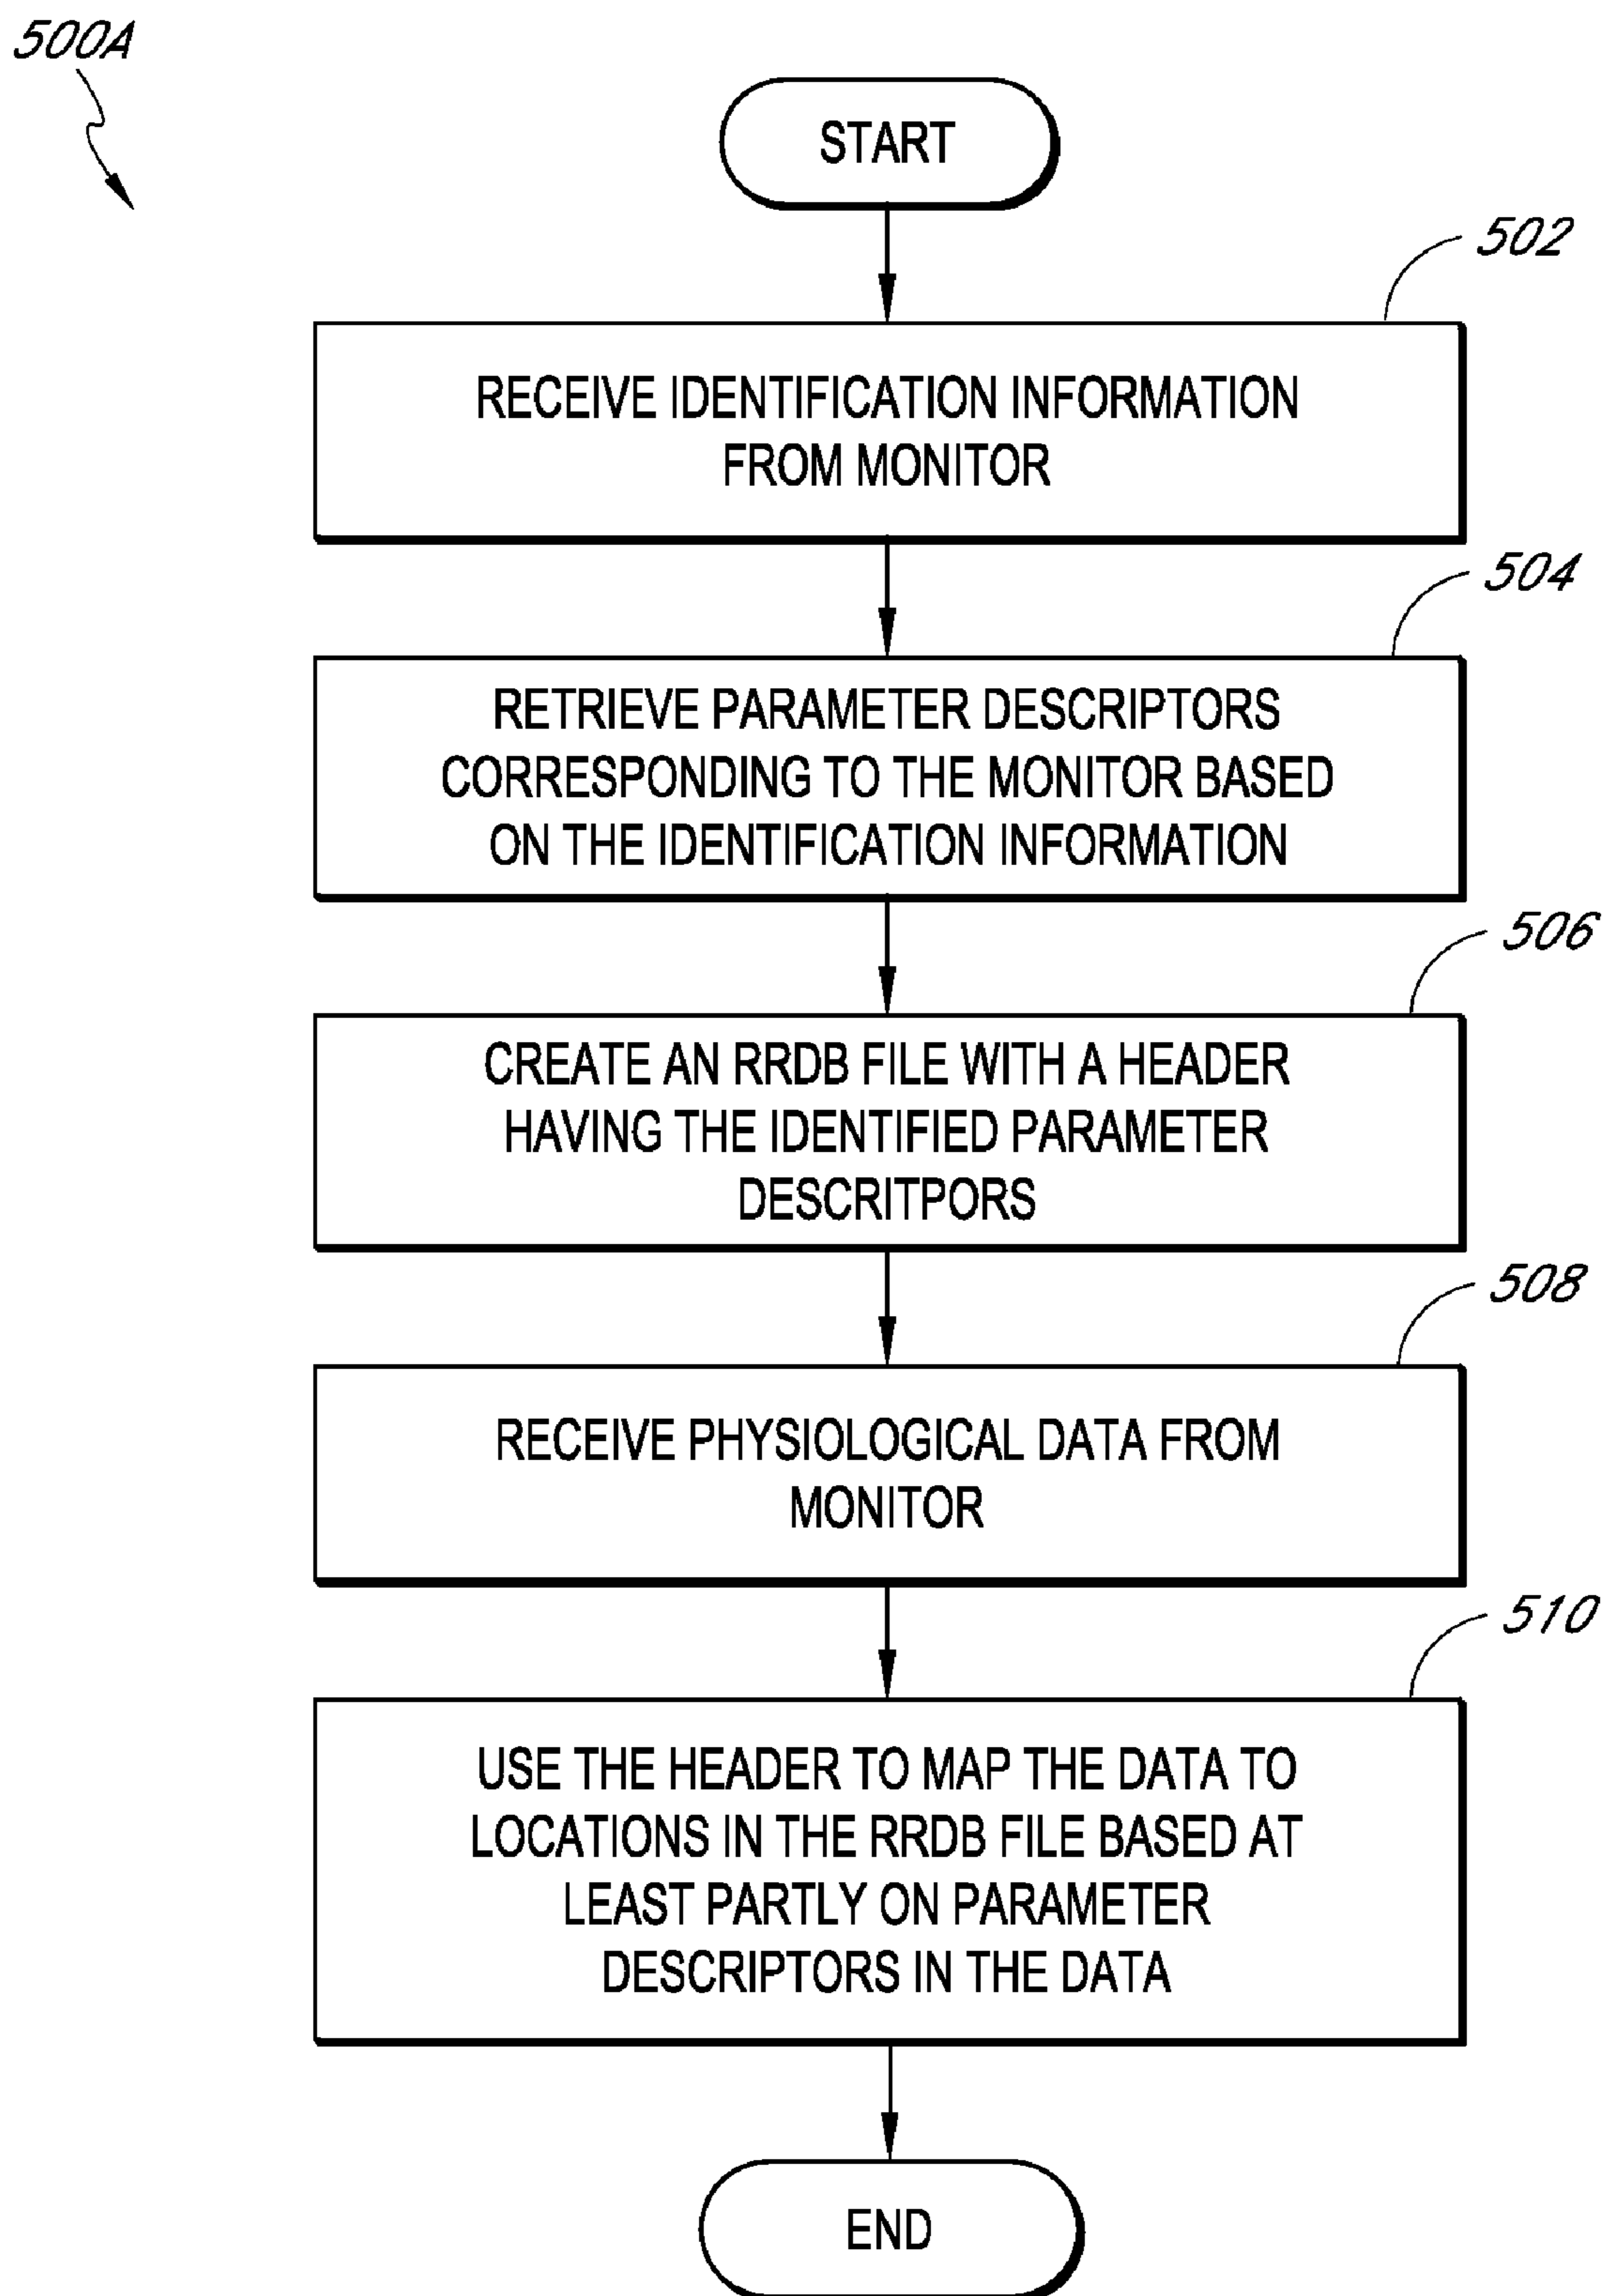 500A
START
502
RECEIVE IDENTIFICATION INFORMATION
FROM MONITOR
504
RETRIEVE PARAMETER DESCRIPTORS
CORRESPONDING TO THE MONITOR BASED
ON THE IDENTIFICATION INFORMATION
506
CREATE AN RRDB FILE WITH A HEADER
HAVING THE IDENTIFIED PARAMETER
DESCRITPORS
508
RECEIVE PHYSIOLOGICAL DATA FROM
MONITOR
510
USE THE HEADER TO MAP THE DATA TO
LOCATIONS IN THE RRDB FILE BASED AT
LEAST PARTLY ON PARAMETER
DESCRIPTORS IN THE DATA
END